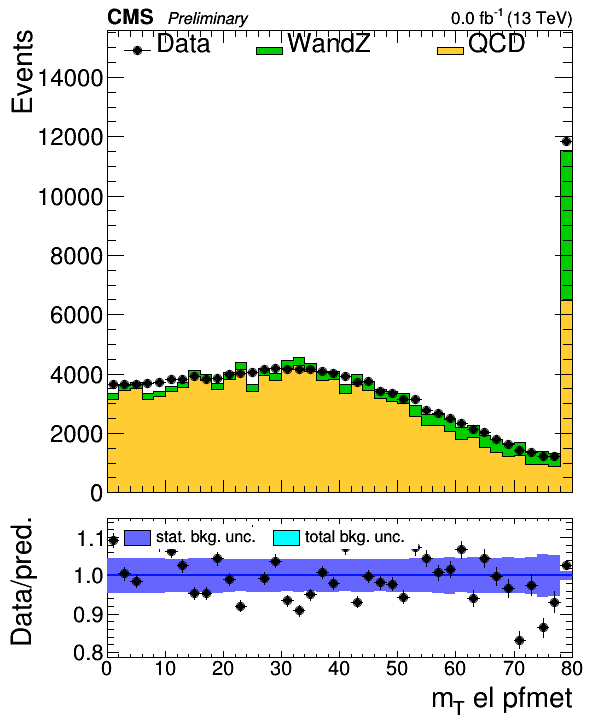 CMS Preliminary 0.0 fb⁻¹ (13 TeV)
Data WandZ QCD
Events
14000
12000
10000
8000
6000
4000
2000
0
stat. bkg. unc. total bkg. unc.
Data/pred.
1.1
1.0
0.9
0.8
0 10 20 30 40 50 60 70 80
m_T el pfmet